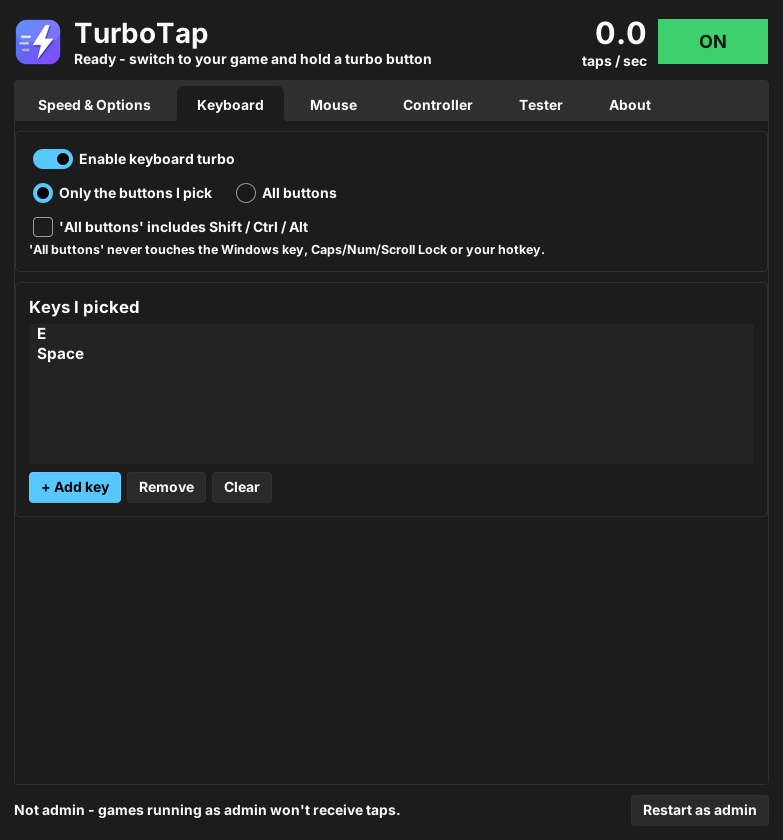 TurboTap
Ready - switch to your game and hold a turbo button
0.0
taps / sec
ON
Speed & Options
Keyboard
Mouse
Controller
Tester
About
Enable keyboard turbo
Only the buttons I pick
All buttons
'All buttons' includes Shift / Ctrl / Alt
'All buttons' never touches the Windows key, Caps/Num/Scroll Lock or your hotkey.
Keys I picked
E
Space
+ Add key
Remove
Clear
Not admin - games running as admin won't receive taps.
Restart as admin